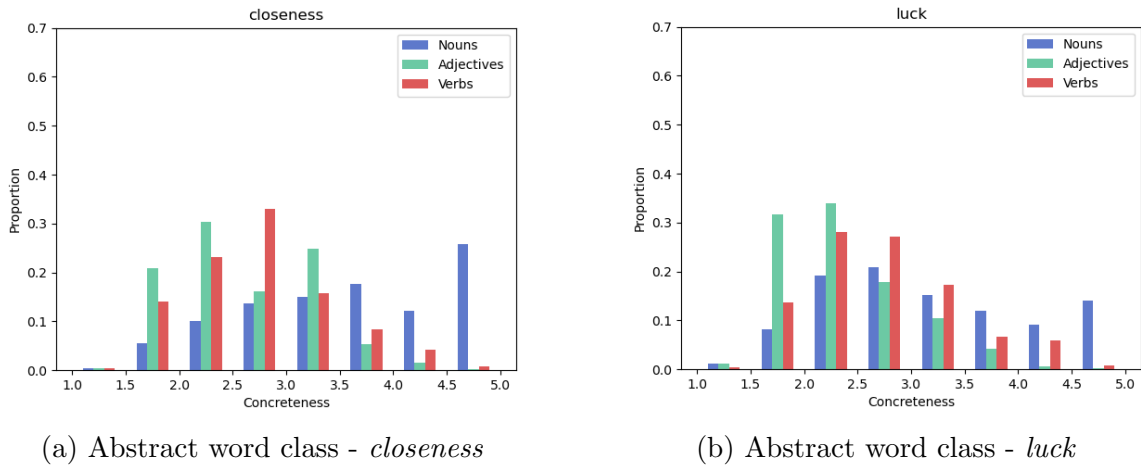 closeness
0.7
0.6
0.5
0.4
0.3
0.2
0.1
0.0
Proportion
Nouns
Adjectives
Verbs
1.0 1.5 2.0 2.5 3.0 3.5 4.0 4.5 5.0
Concreteness
(a) Abstract word class - closeness
luck
0.7
0.6
0.5
0.4
0.3
0.2
0.1
0.0
Proportion
Nouns
Adjectives
Verbs
1.0 1.5 2.0 2.5 3.0 3.5 4.0 4.5 5.0
Concreteness
(b) Abstract word class - luck